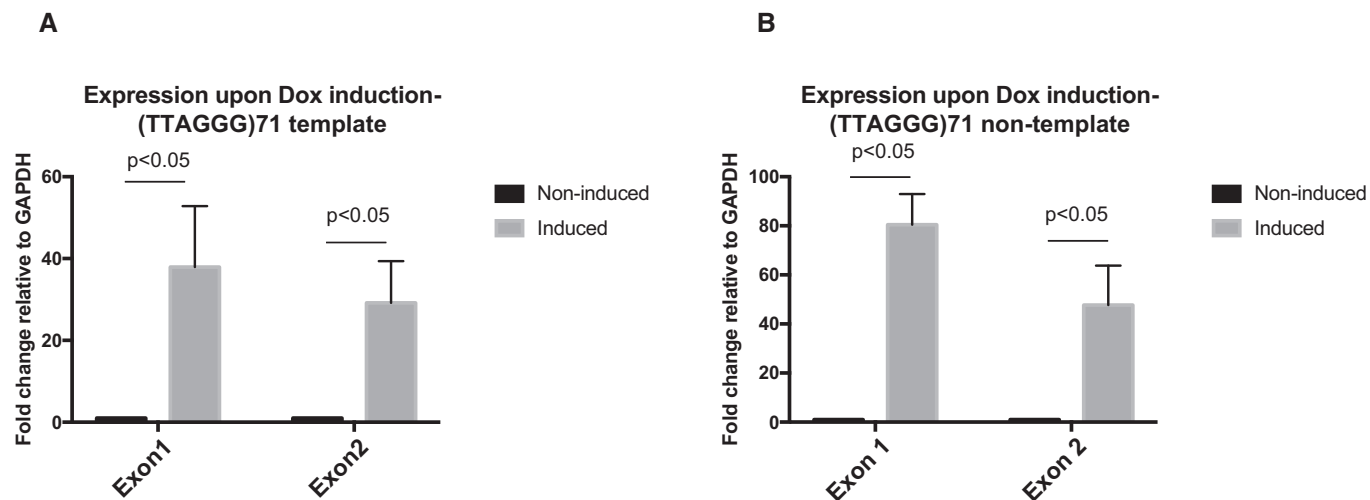 A
Expression upon Dox induction-
(TTAGGG)71 template
Fold change relative to GAPDH
60
40
20
0
p<0.05
p<0.05
Exon1
Exon2
Non-induced
Induced
B
Expression upon Dox induction-
(TTAGGG)71 non-template
Fold change relative to GAPDH
100
80
60
40
20
0
p<0.05
p<0.05
Exon 1
Exon 2
Non-induced
Induced